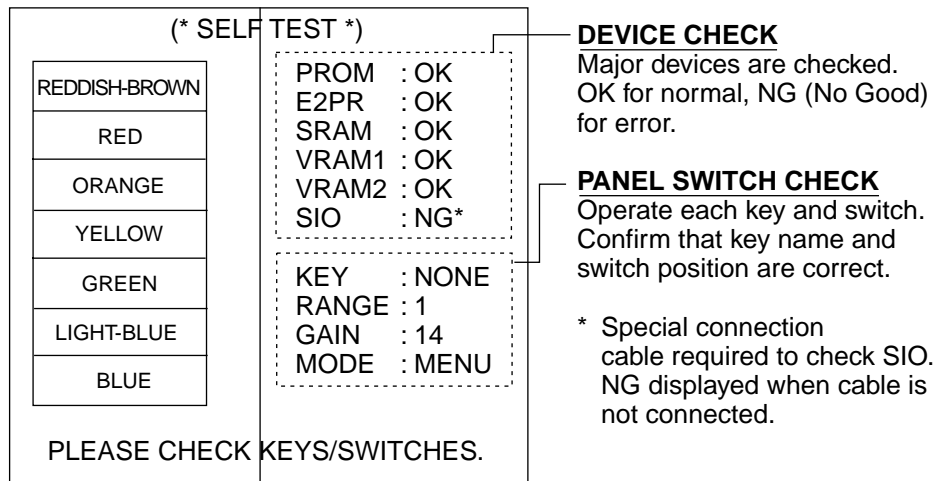 (* SELF TEST *)
REDDISH-BROWN
RED
ORANGE
YELLOW
GREEN
LIGHT-BLUE
BLUE
PROM : OK
E2PR : OK
SRAM : OK
VRAM1 : OK
VRAM2 : OK
SIO : NG*
KEY : NONE
RANGE : 1
GAIN : 14
MODE : MENU
PLEASE CHECK KEYS/SWITCHES.
DEVICE CHECK
Major devices are checked.
OK for normal, NG (No Good)
for error.
PANEL SWITCH CHECK
Operate each key and switch.
Confirm that key name and
switch position are correct.
* Special connection
cable required to check SIO.
NG displayed when cable is
not connected.